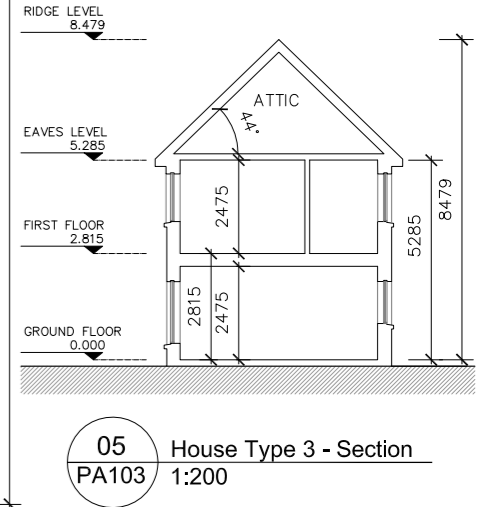 RIDGE LEVEL
8.479
ATTIC
44°
EAVES LEVEL
5.285
2475
8479
5285
FIRST FLOOR
2.815
2815
2475
GROUND FLOOR
0.000
05
PA103
House Type 3 - Section
1:200